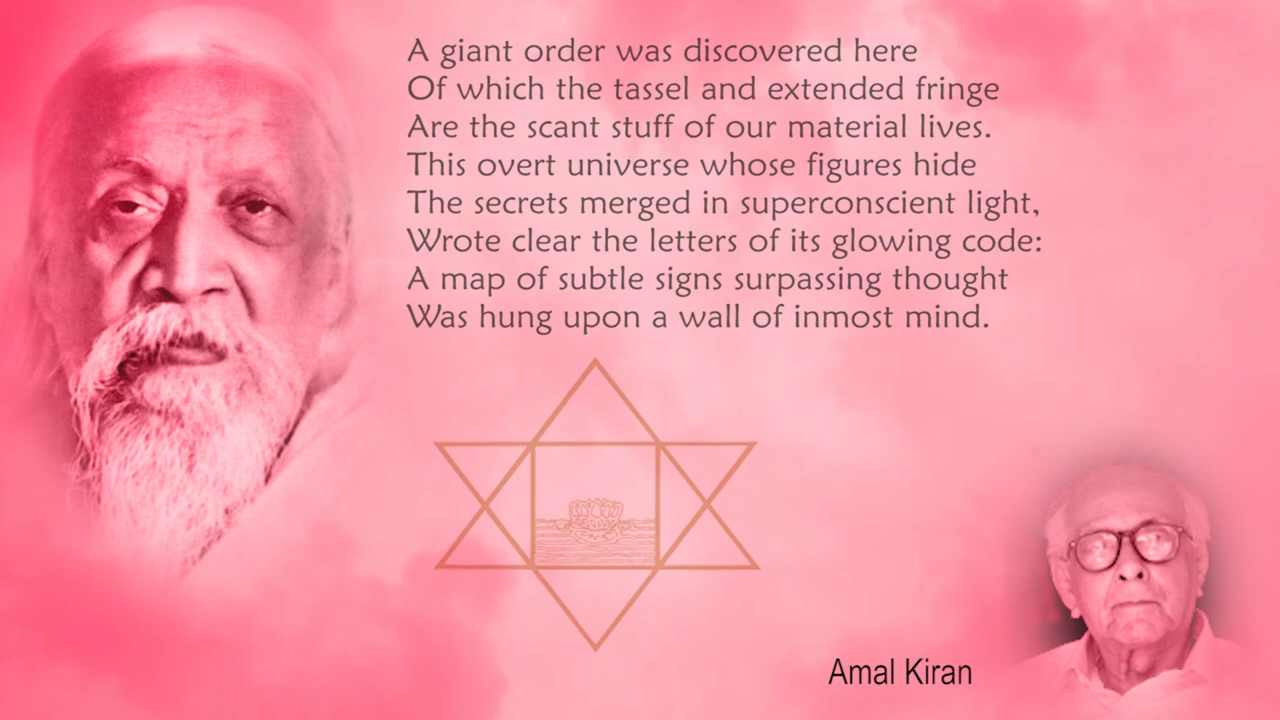 A giant order was discovered here
Of which the tassel and extended fringe
Are the scant stuff of our material lives.
This overt universe whose figures hide
The secrets merged in superconscient light,
Wrote clear the letters of its glowing code:
A map of subtle signs surpassing thought
Was hung upon a wall of inmost mind.
Amal Kiran